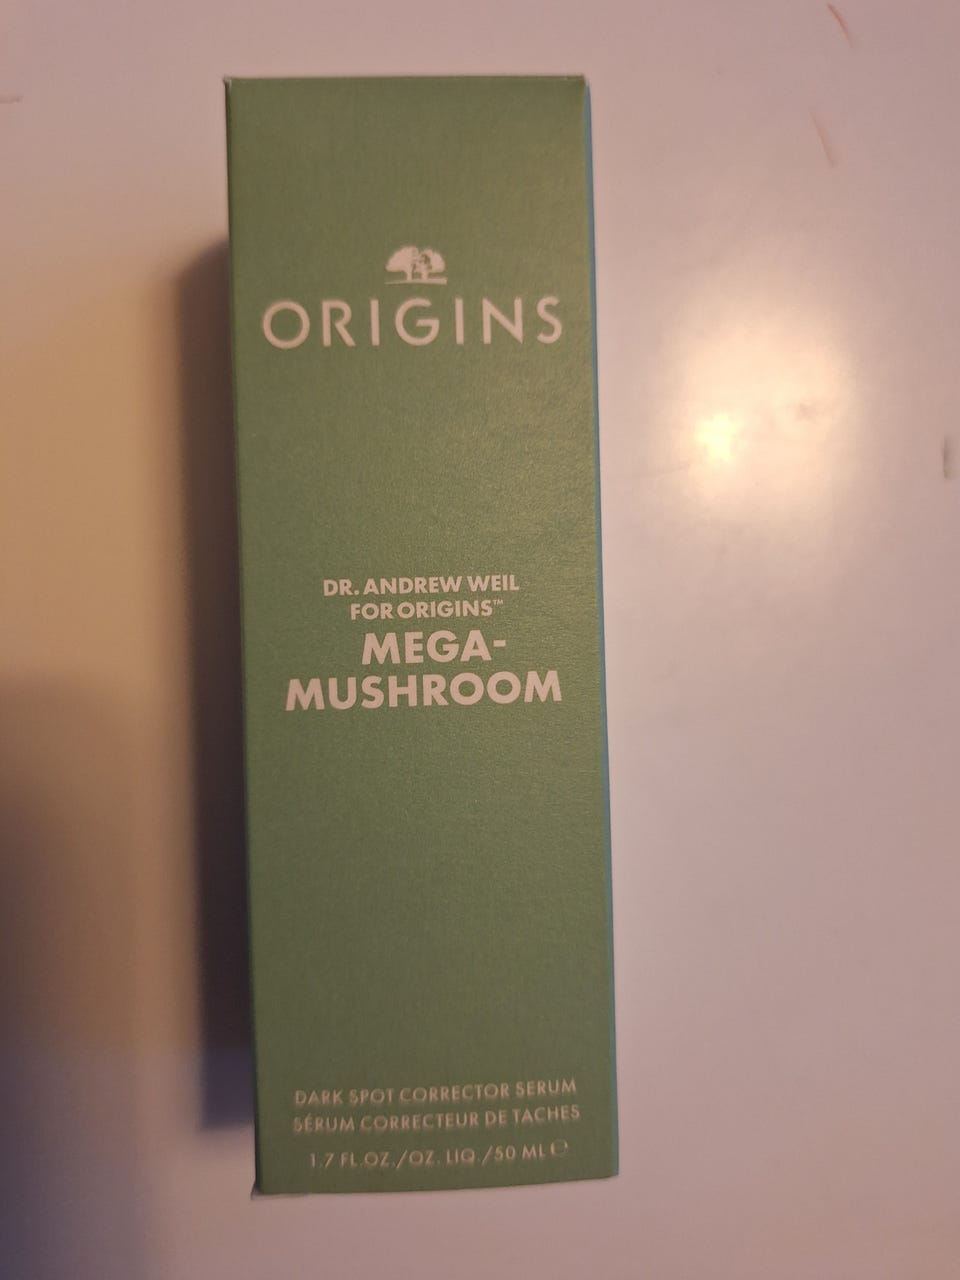 ORIGINS
DR. ANDREW WEIL
FOR ORIGINS™
MEGA-
MUSHROOM
DARK SPOT CORRECTOR SERUM
SÉRUM CORRECTEUR DE TACHES
1.7 FL.OZ./OZ. LIQ./50 ML ℮